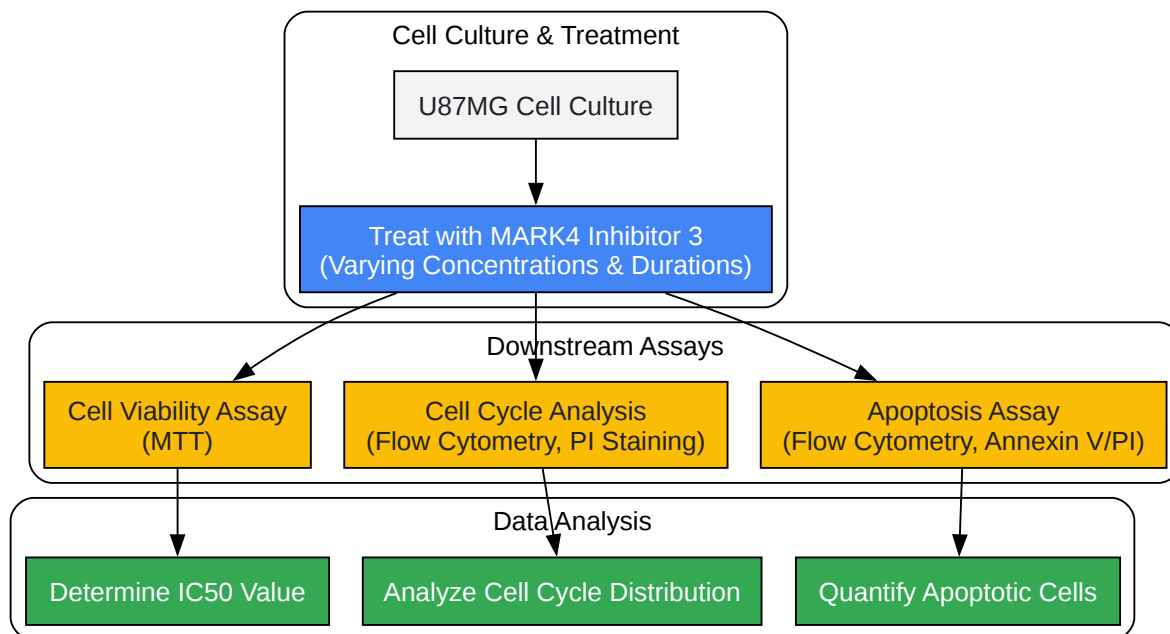 Cell Culture & Treatment
U87MG Cell Culture
Treat with MARK4 Inhibitor 3
(Varying Concentrations & Durations)
Downstream Assays
Cell Viability Assay
(MTT)
Cell Cycle Analysis
(Flow Cytometry, PI Staining)
Apoptosis Assay
(Flow Cytometry, Annexin V/PI)
Data Analysis
Determine IC50 Value
Analyze Cell Cycle Distribution
Quantify Apoptotic Cells